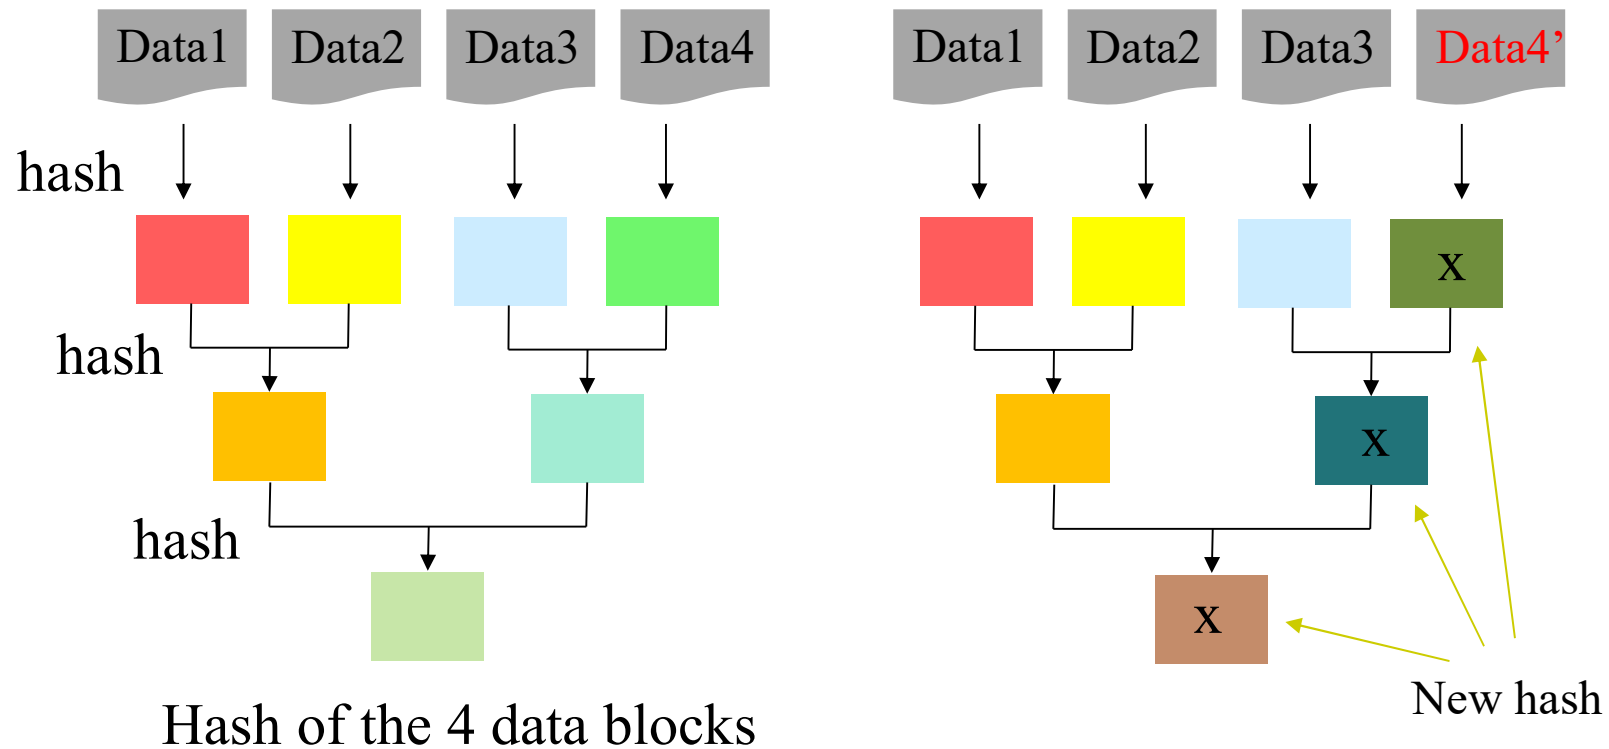 Data1 Data2 Data3 Data4 Data1 Data2 Data3 Data4’
hash
x
hash
x
hash
x
New hash
Hash of the 4 data blocks